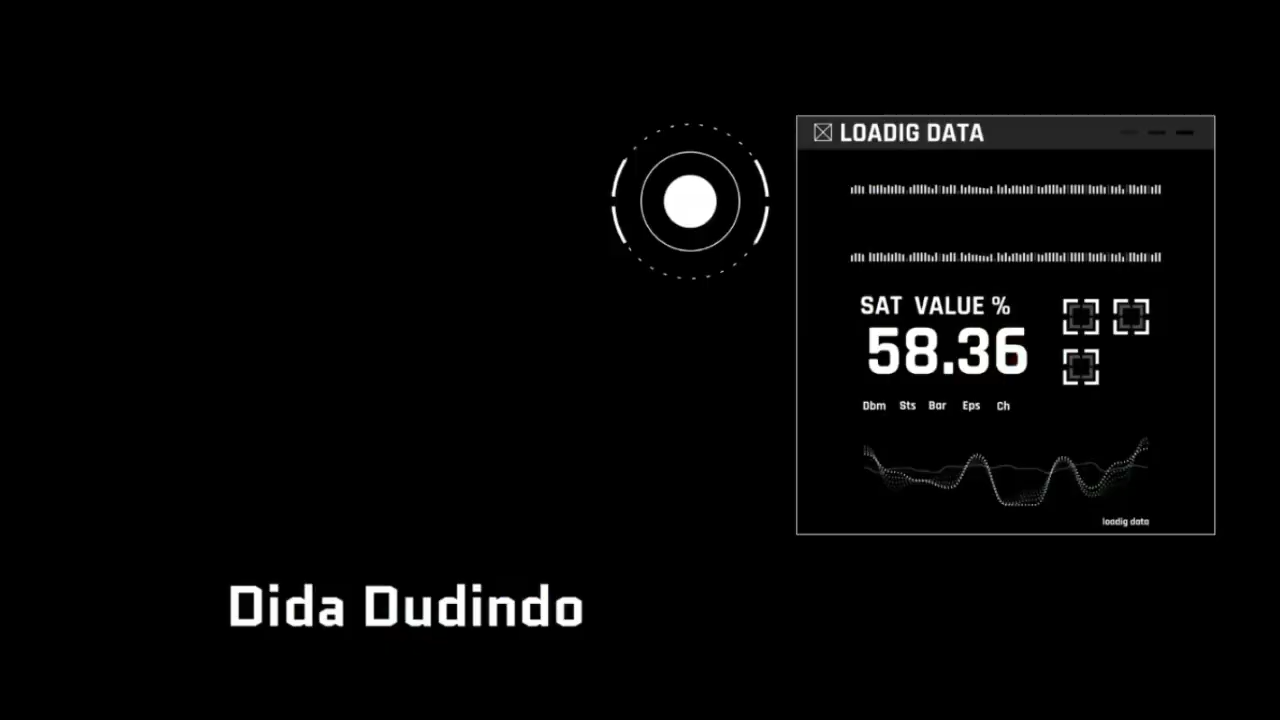 LOADIG DATA
SAT VALUE %
58.36
Dbm Sts Bar Eps Ch
loadig data
Dida Dudindo